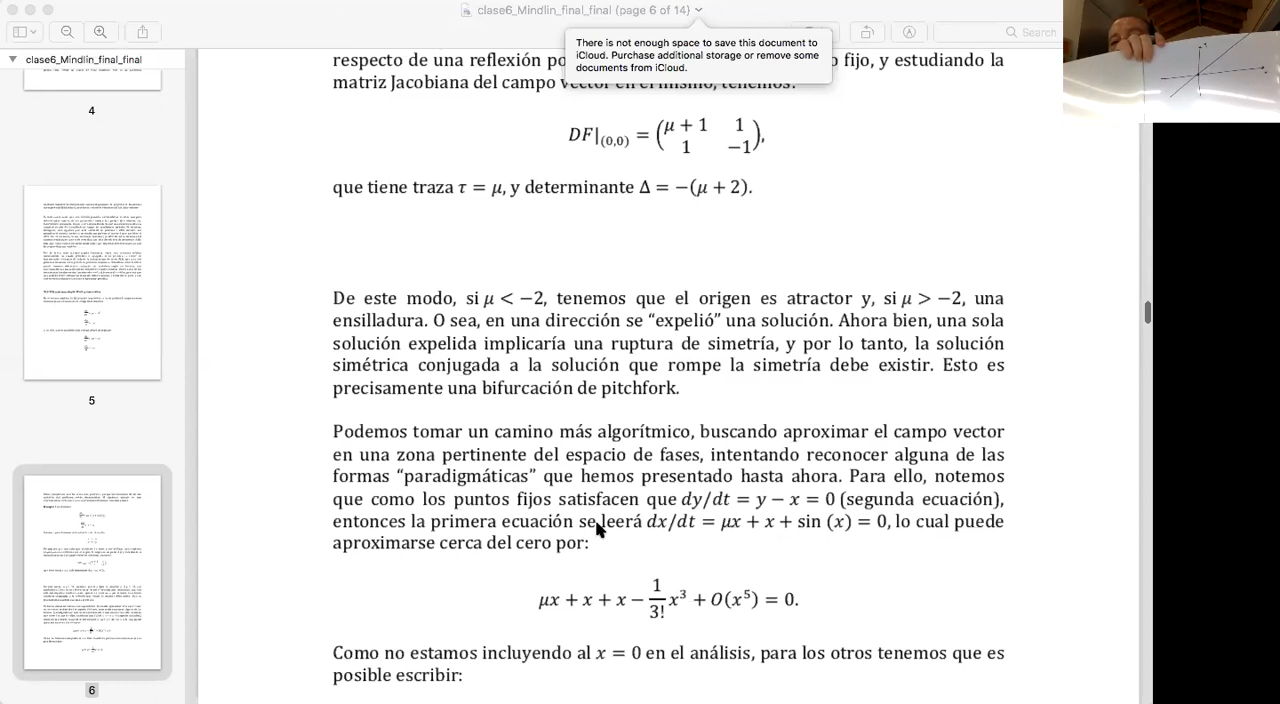 clase6_Mindlin_final_final (page 6 of 14)
Search
There is not enough space to save this document to
iCloud. Purchase additional storage or remove some
documents from iCloud.
clase6_Mindlin_final_final
4
5
6
respecto de una reflexión fijo, y estudiando la
matriz Jacobiana del campo vector en el mismo, tenemos:
DF|(0,0) = (μ + 1 1
1 −1),
que tiene traza τ = μ, y determinante Δ = −(μ + 2).
De este modo, si μ < −2, tenemos que el origen es atractor y, si μ > −2, una
ensilladura. O sea, en una dirección se “expelió” una solución. Ahora bien, una sola
solución expelida implicaría una ruptura de simetría, y por lo tanto, la solución
simétrica conjugada a la solución que rompe la simetría debe existir. Esto es
precisamente una bifurcación de pitchfork.
Podemos tomar un camino más algorítmico, buscando aproximar el campo vector
en una zona pertinente del espacio de fases, intentando reconocer alguna de las
formas “paradigmáticas” que hemos presentado hasta ahora. Para ello, notemos
que como los puntos fijos satisfacen que dy/dt = y − x = 0 (segunda ecuación),
entonces la primera ecuación se leerá dx/dt = μx + x + sin (x) = 0, lo cual puede
aproximarse cerca del cero por:
μx + x + x − 1/3! x³ + O(x⁵) = 0.
Como no estamos incluyendo al x = 0 en el análisis, para los otros tenemos que es
posible escribir: